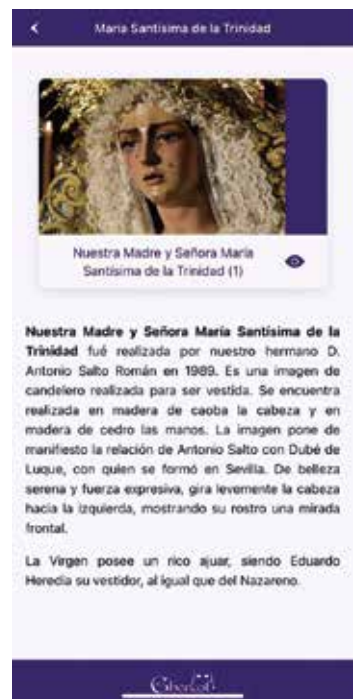 Maria Santísima de la Trinidad
Nuestra Madre y Señora María
Santísima de la Trinidad (1)
Nuestra Madre y Señora María Santísima de la
Trinidad fué realizada por nuestro hermano D.
Antonio Salto Román en 1989. Es una imagen de
candelero realizada para ser vestida. Se encuentra
realizada en madera de caoba la cabeza y en
madera de cedro las manos. La imagen pone de
manifiesto la relación de Antonio Salto con Dubé de
Luque, con quien se formó en Sevilla. De belleza
serena y fuerza expresiva, gira levemente la cabeza
hacia la izquierda, mostrando su rostro una mirada
frontal.
La Virgen posee un rico ajuar, siendo Eduardo
Heredia su vestidor, al igual que del Nazareno.